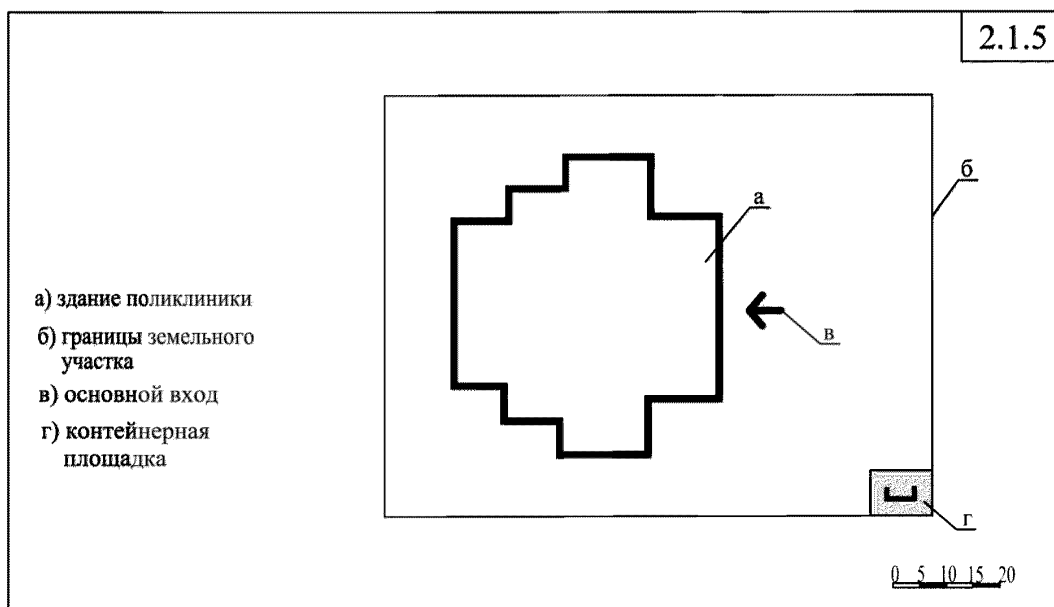 2.1.5
б
а
а) здание поликлиники
б) границы земельного
участка
в
в) основной вход
г) контейнерная
площадка
г
0 5 10 15 20